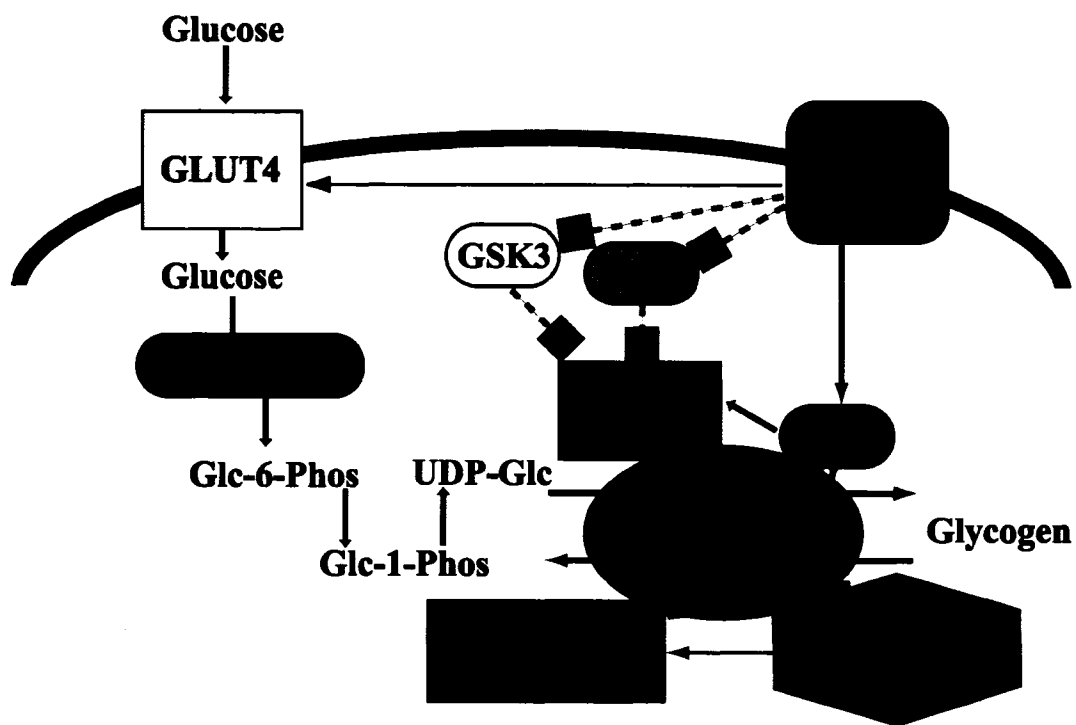 Glucose
GLUT4
GSK3
Glucose
Glc-6-Phos
UDP-Glc
Glycogen
Glc-1-Phos